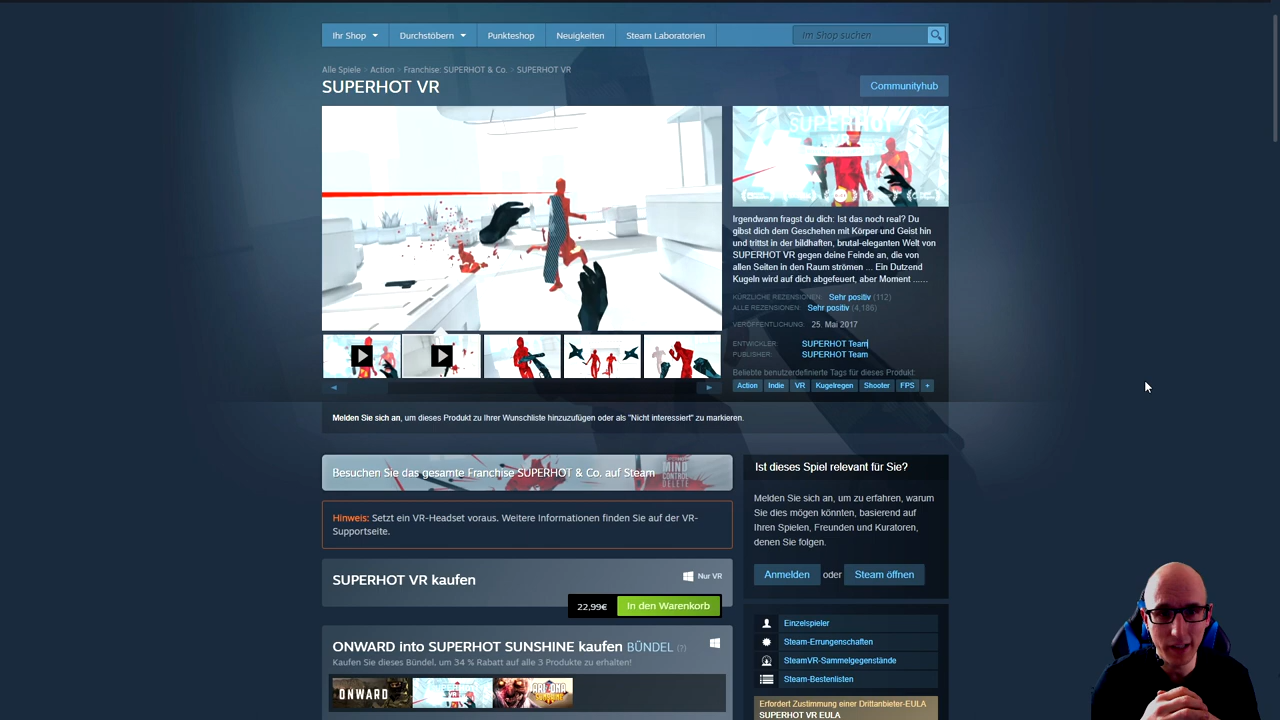 Ihr Shop
Durchstöbern
Punkteshop
Neuigkeiten
Steam Laboratorien
Im Shop suchen
Alle Spiele > Action > Franchise: SUPERHOT & Co. > SUPERHOT VR
SUPERHOT VR
Communityhub
SUPERHOT
Irgendwann fragst du dich: Ist das noch real? Du
gibst dich dem Geschehen mit Körper und Geist hin
und trittst in der bildhaften, brutal-eleganten Welt von
SUPERHOT VR gegen deine Feinde an, die von
allen Seiten in den Raum strömen ... Ein Dutzend
Kugeln wird auf dich abgefeuert, aber Moment ......
KÜRZLICHE REZENSIONEN: Sehr positiv (112)
ALLE REZENSIONEN: Sehr positiv (4,186)
VERÖFFENTLICHUNG: 25. Mai 2017
ENTWICKLER: SUPERHOT Team
PUBLISHER: SUPERHOT Team
Beliebte benutzerdefinierte Tags für dieses Produkt:
Action Indie VR Kugelregen Shooter FPS +
Melden Sie sich an, um dieses Produkt zu Ihrer Wunschliste hinzuzufügen oder als "Nicht interessiert" zu markieren.
Besuchen Sie das gesamte Franchise SUPERHOT & Co. auf Steam
MIND
CONTROL
DELETE
Hinweis: Setzt ein VR-Headset voraus. Weitere Informationen finden Sie auf der VR-
Supportseite.
SUPERHOT VR kaufen
Nur VR
22,99€
In den Warenkorb
ONWARD into SUPERHOT SUNSHINE kaufen BÜNDEL (?)
Kaufen Sie dieses Bündel, um 34 % Rabatt auf alle 3 Produkte zu erhalten!
ONWARD
ARIZONA
SUNSHINE
Ist dieses Spiel relevant für Sie?
Melden Sie sich an, um zu erfahren, warum
Sie dies mögen könnten, basierend auf
Ihren Spielen, Freunden und Kuratoren,
denen Sie folgen.
Anmelden oder Steam öffnen
Einzelspieler
Steam-Errungenschaften
SteamVR-Sammelgegenstände
Steam-Bestenlisten
Erfordert Zustimmung einer Drittanbieter-EULA
SUPERHOT VR EULA